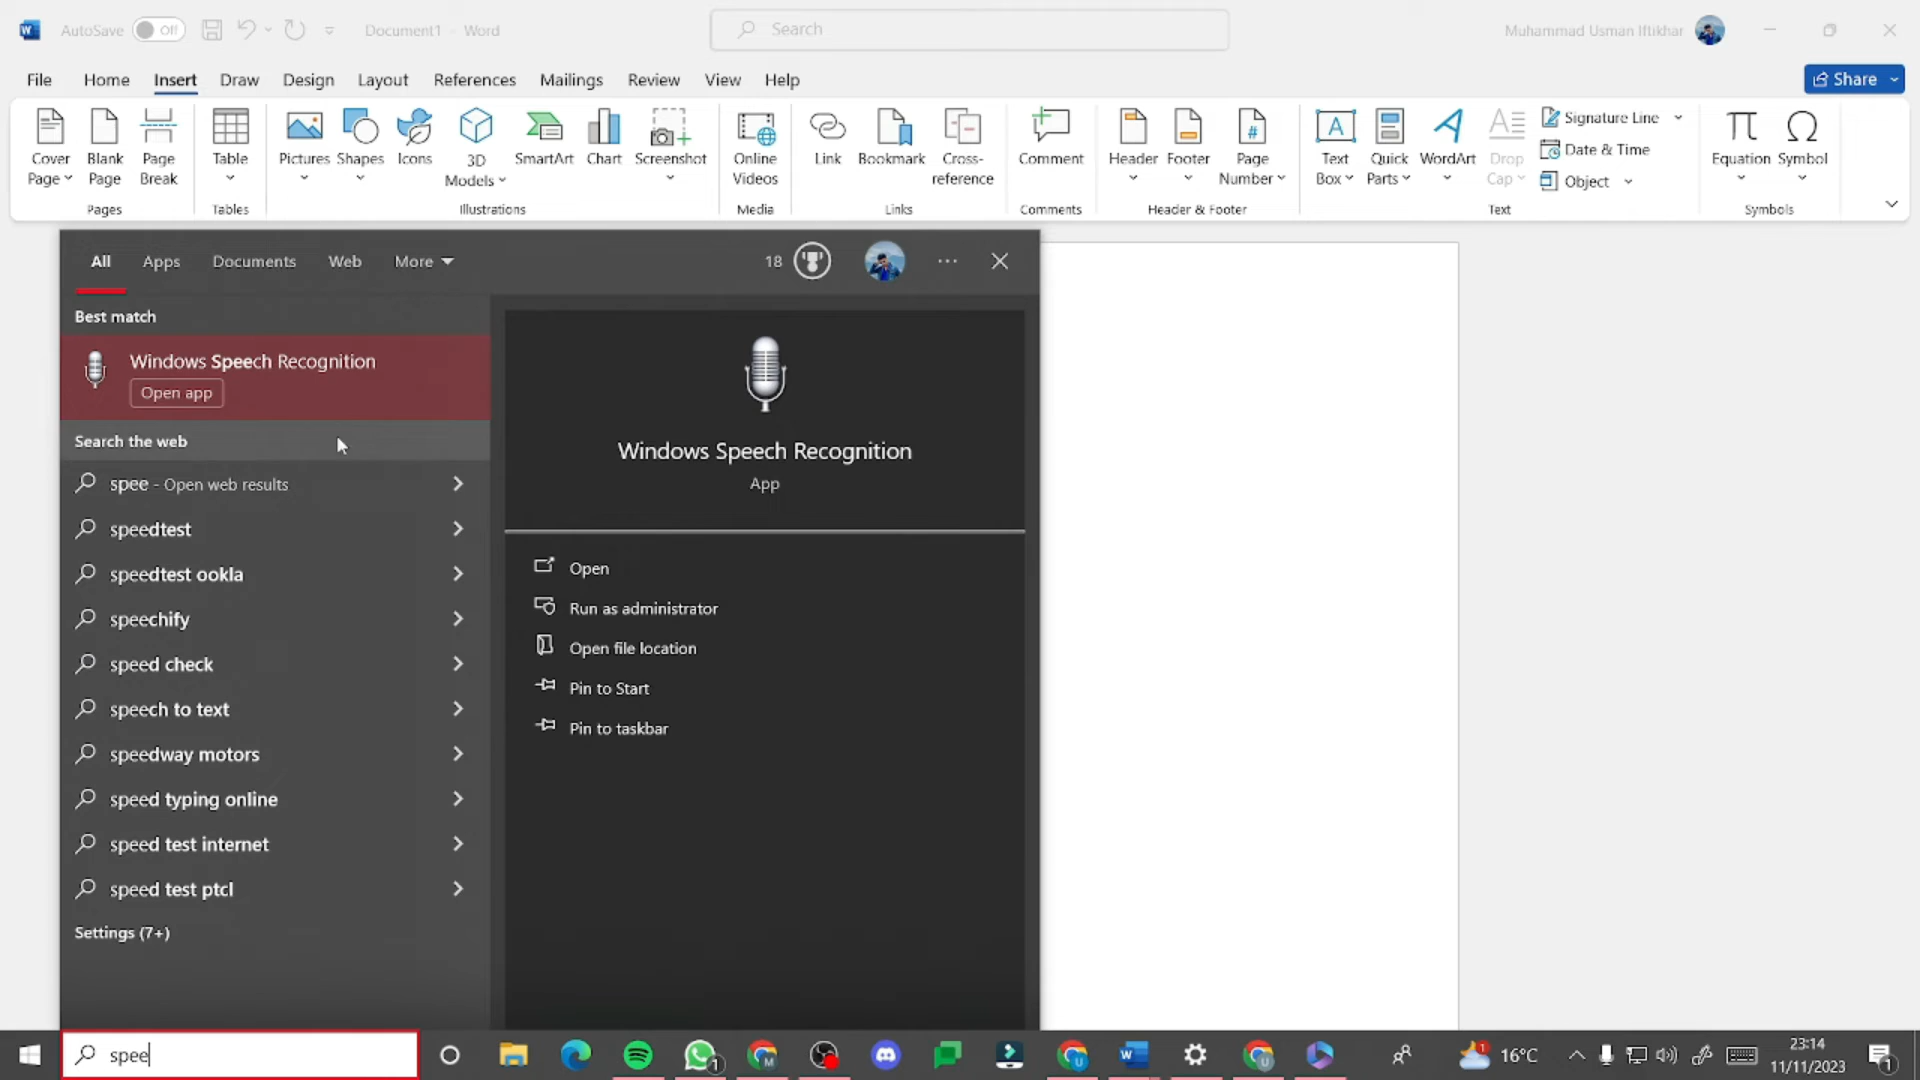 AutoSave Off Document1 - Word Search Muhammad Usman Iftikhar
File Home Insert Draw Design Layout References Mailings Review View Help Share
Cover Page Blank Page Page Break Table Pictures Shapes Icons 3D Models SmartArt Chart Screenshot Online Videos Link Bookmark Cross-reference Comment Header Footer Page Number Text Box Quick Parts WordArt Drop Cap Signature Line Date & Time Object Equation Symbol
Pages Tables Illustrations Media Links Comments Header & Footer Text Symbols
All Apps Documents Web More 18
Best match
Windows Speech Recognition
Open app
Search the web
spee - Open web results
speedtest
speedtest ookla
speechify
speed check
speech to text
speedway motors
speed typing online
speed test internet
speed test ptcl
Settings (7+)
Windows Speech Recognition
App
Open
Run as administrator
Open file location
Pin to Start
Pin to taskbar
spee
1
1
16°C
23:14
11/11/2023
1